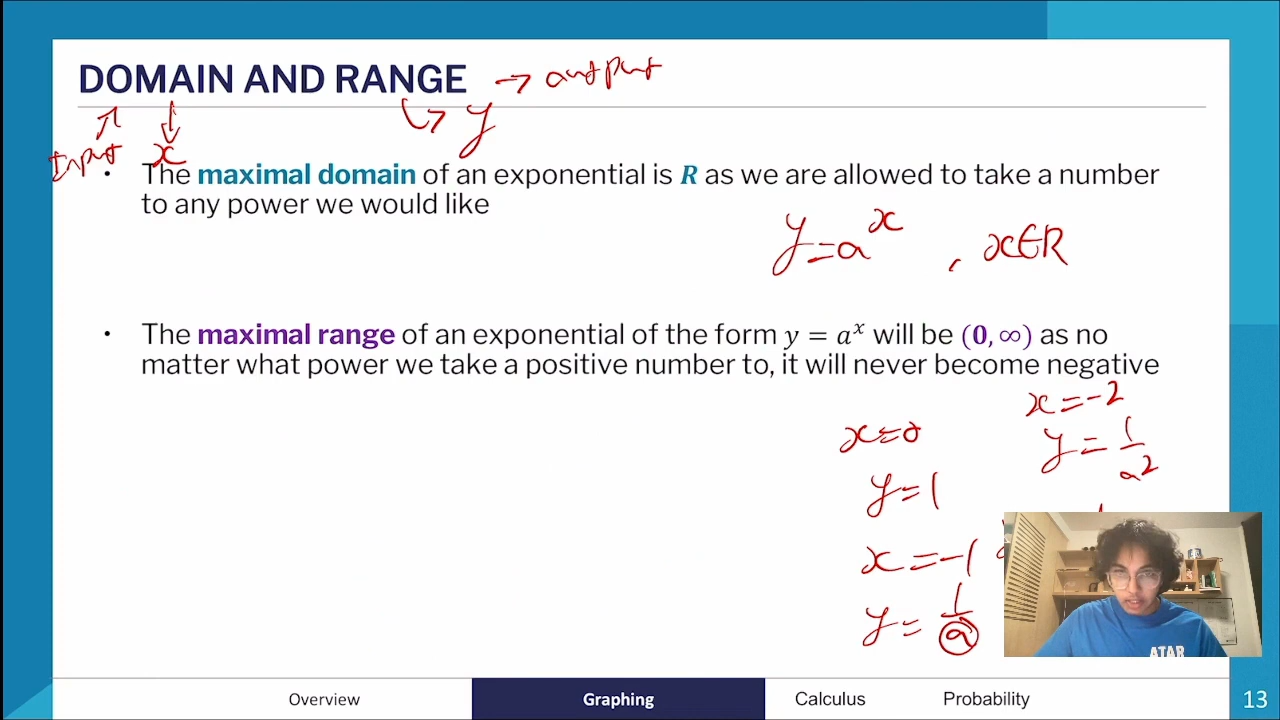 DOMAIN AND RANGE → output
Input x ↳ y
• The maximal domain of an exponential is R as we are allowed to take a number
to any power we would like
y=aˣ , x∈R
• The maximal range of an exponential of the form y = aˣ will be (0, ∞) as no
matter what power we take a positive number to, it will never become negative
x=-2
y=1/a²
x=0
y=1
x=-1
y=1/a
ATAR
Overview Graphing Calculus Probability 13